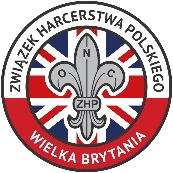 ZWIĄZEK HARCERSTWA POLSKIEGO
O N C
ZHP
WIELKA BRYTANIA